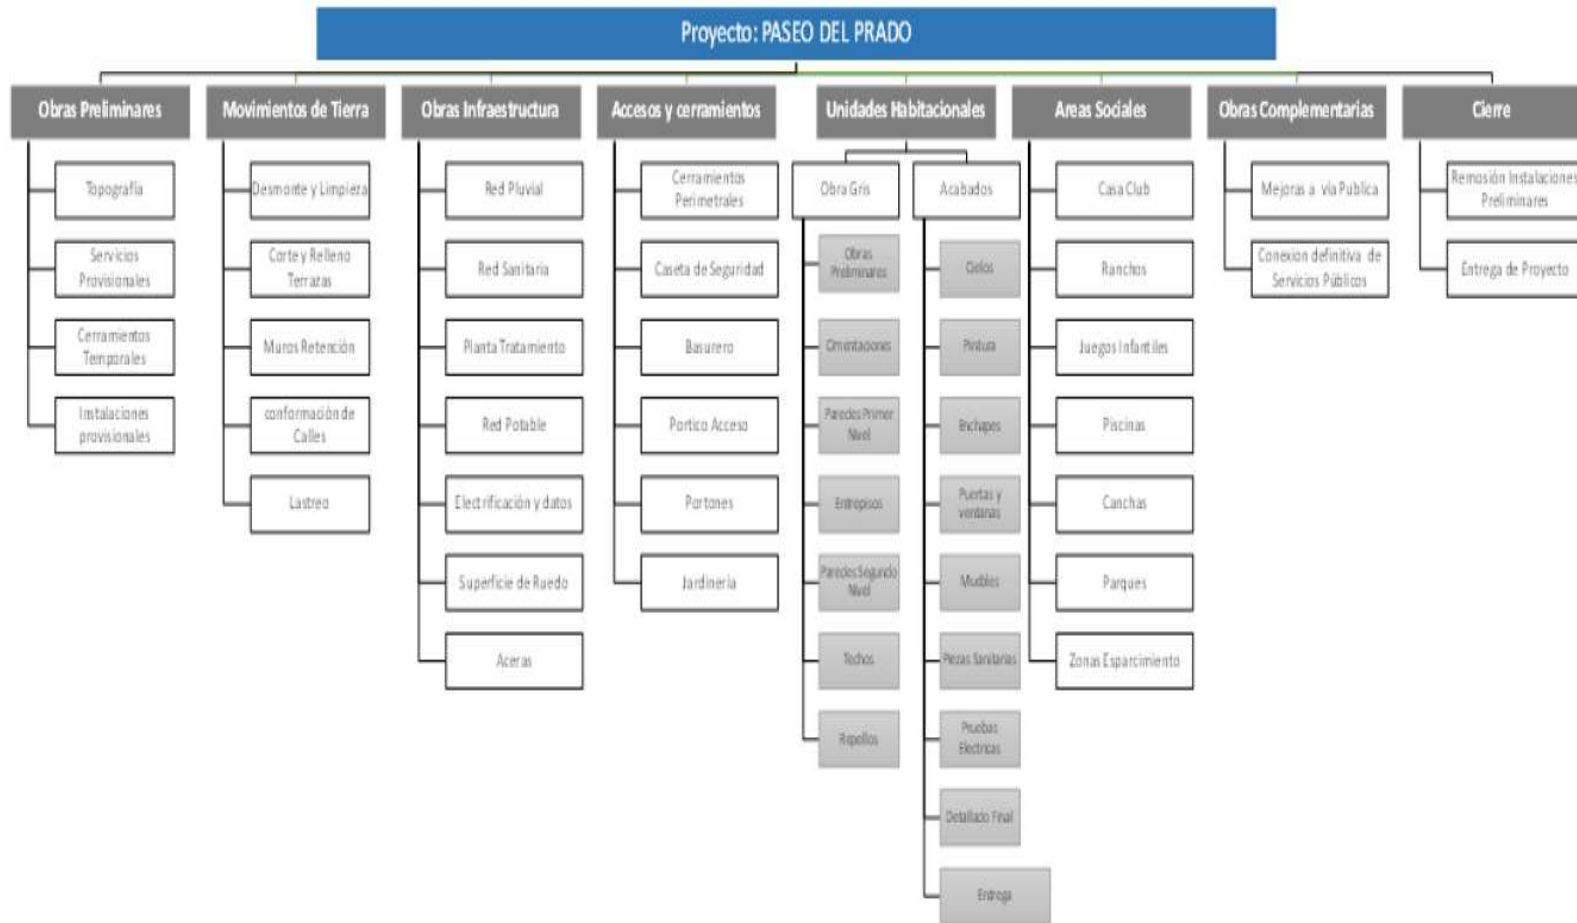 Proyecto: PASEO DEL PRADO
Obras Preliminares
Topografía
Servicios
Provisionales
Cerramientos
Temporales
Instalaciones
provisionales
Movimientos de Tierra
Desmonte y Limpieza
Corte y Relleno
Terrazas
Muros Retención
conformación de
Calles
Lastreo
Obras Infraestructura
Red Pluvial
Red Sanitaria
Planta Tratamiento
Red Potable
Electrificación y datos
Superficie de Ruedo
Aceras
Accesos y cerramientos
Cerramientos
Perimetrales
Caseta de Seguridad
Basurero
Portico Acceso
Portones
Jardinería
Unidades Habitacionales
Obra Gris
Obras
Preliminares
Cimentaciones
Paredes Primer
Nivel
Entrepisos
Paredes Segundo
Nivel
Techos
Repellos
Acabados
Cielos
Pintura
Enchapes
Puertas y
ventanas
Muebles
Piezas Sanitarias
Pruebas
Electricas
Detallado Final
Entrega
Areas Sociales
Casa Club
Ranchos
Juegos Infantiles
Piscinas
Canchas
Parques
Zonas Esparcimiento
Obras Complementarias
Mejoras a vía Publica
Conexion definitiva de
Servicios Públicos
Cierre
Remosión Instalaciones
Preliminares
Entrega de Proyecto